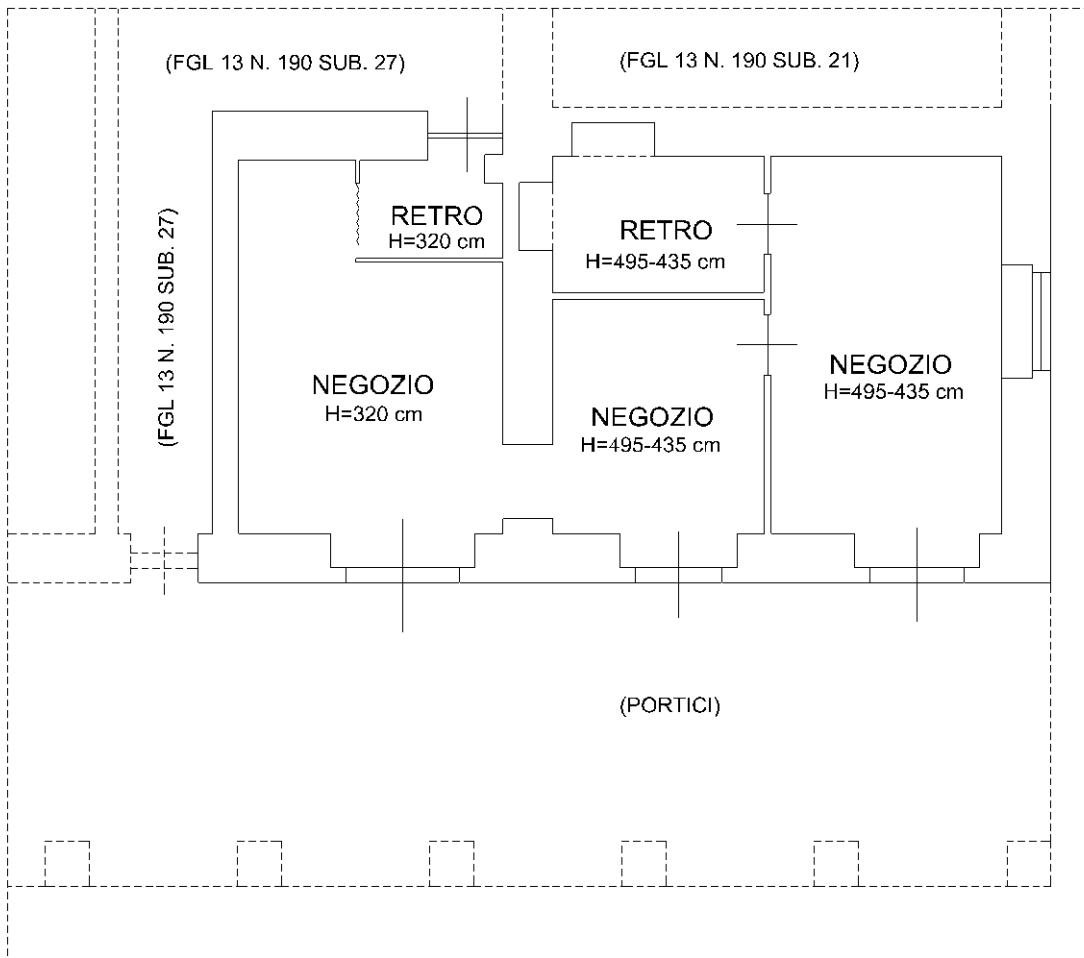 (FGL 13 N. 190 SUB. 27)
(FGL 13 N. 190 SUB. 21)
(FGL 13 N. 190 SUB. 27)
RETRO
H=320 cm
RETRO
H=495-435 cm
NEGOZIO
H=320 cm
NEGOZIO
H=495-435 cm
NEGOZIO
H=495-435 cm
(PORTICI)